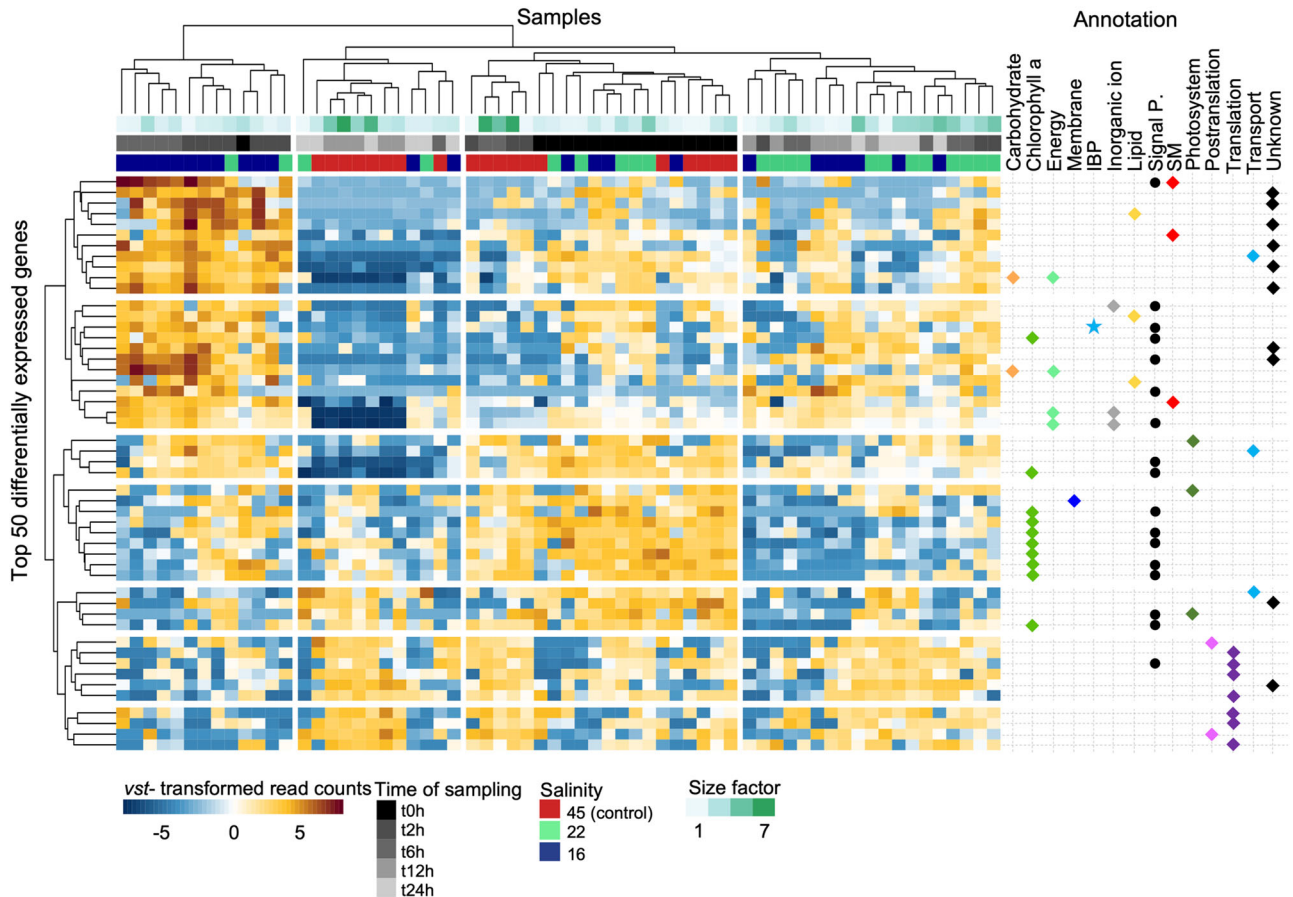 Samples
Annotation
Carbohydrate
Chlorophyll a
Energy
Membrane
IBP
Inorganic ion
Lipid
Signal P.
SM
Photosystem
Postranslation
Translation
Transport
Unknown
Top 50 differentially expressed genes
vst- transformed read counts
-5 0 5
Time of sampling
t0h
t2h
t6h
t12h
t24h
Salinity
45 (control)
22
16
Size factor
1 7